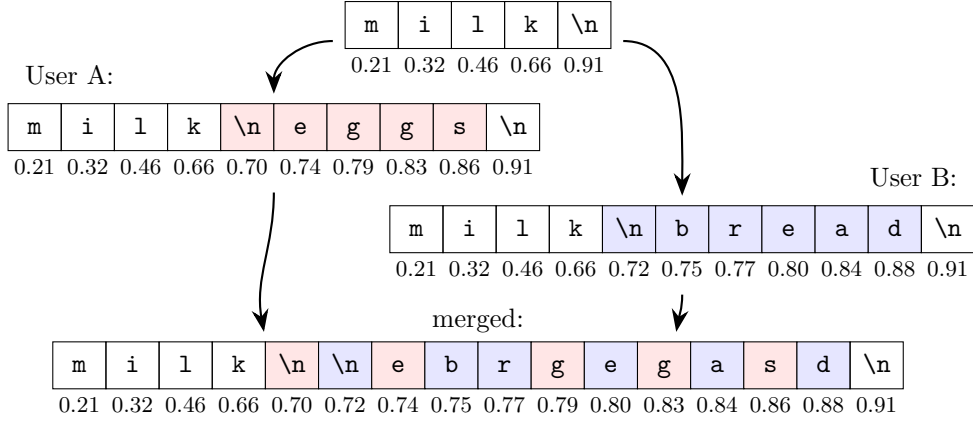 m i l k \n
0.21 0.32 0.46 0.66 0.91
User A:
m i l k \n e g g s \n
0.21 0.32 0.46 0.66 0.70 0.74 0.79 0.83 0.86 0.91
User B:
m i l k \n b r e a d \n
0.21 0.32 0.46 0.66 0.72 0.75 0.77 0.80 0.84 0.88 0.91
merged:
m i l k \n \n e b r g e g a s d \n
0.21 0.32 0.46 0.66 0.70 0.72 0.74 0.75 0.77 0.79 0.80 0.83 0.84 0.86 0.88 0.91